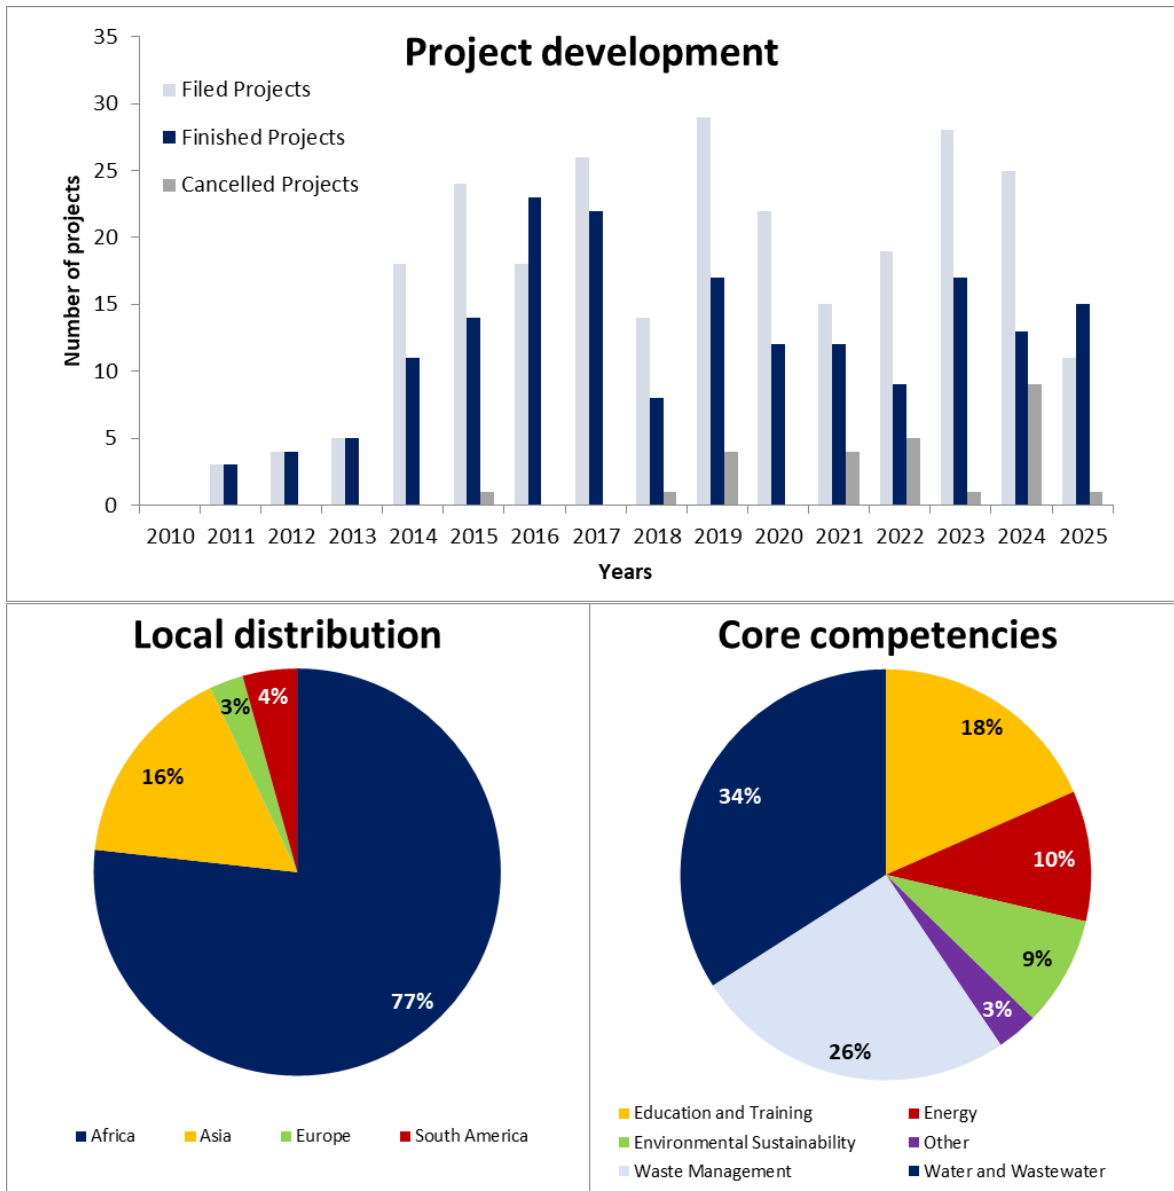 Project development
35
30
25
20
15
10
5
0
Number of projects
Filed Projects
Finished Projects
Cancelled Projects
2010 2011 2012 2013 2014 2015 2016 2017 2018 2019 2020 2021 2022 2023 2024 2025
Years
Local distribution
4%
3%
16%
77%
Africa Asia Europe South America
Core competencies
18%
34%
10%
9%
3%
26%
Education and Training Energy
Environmental Sustainability Other
Waste Management Water and Wastewater